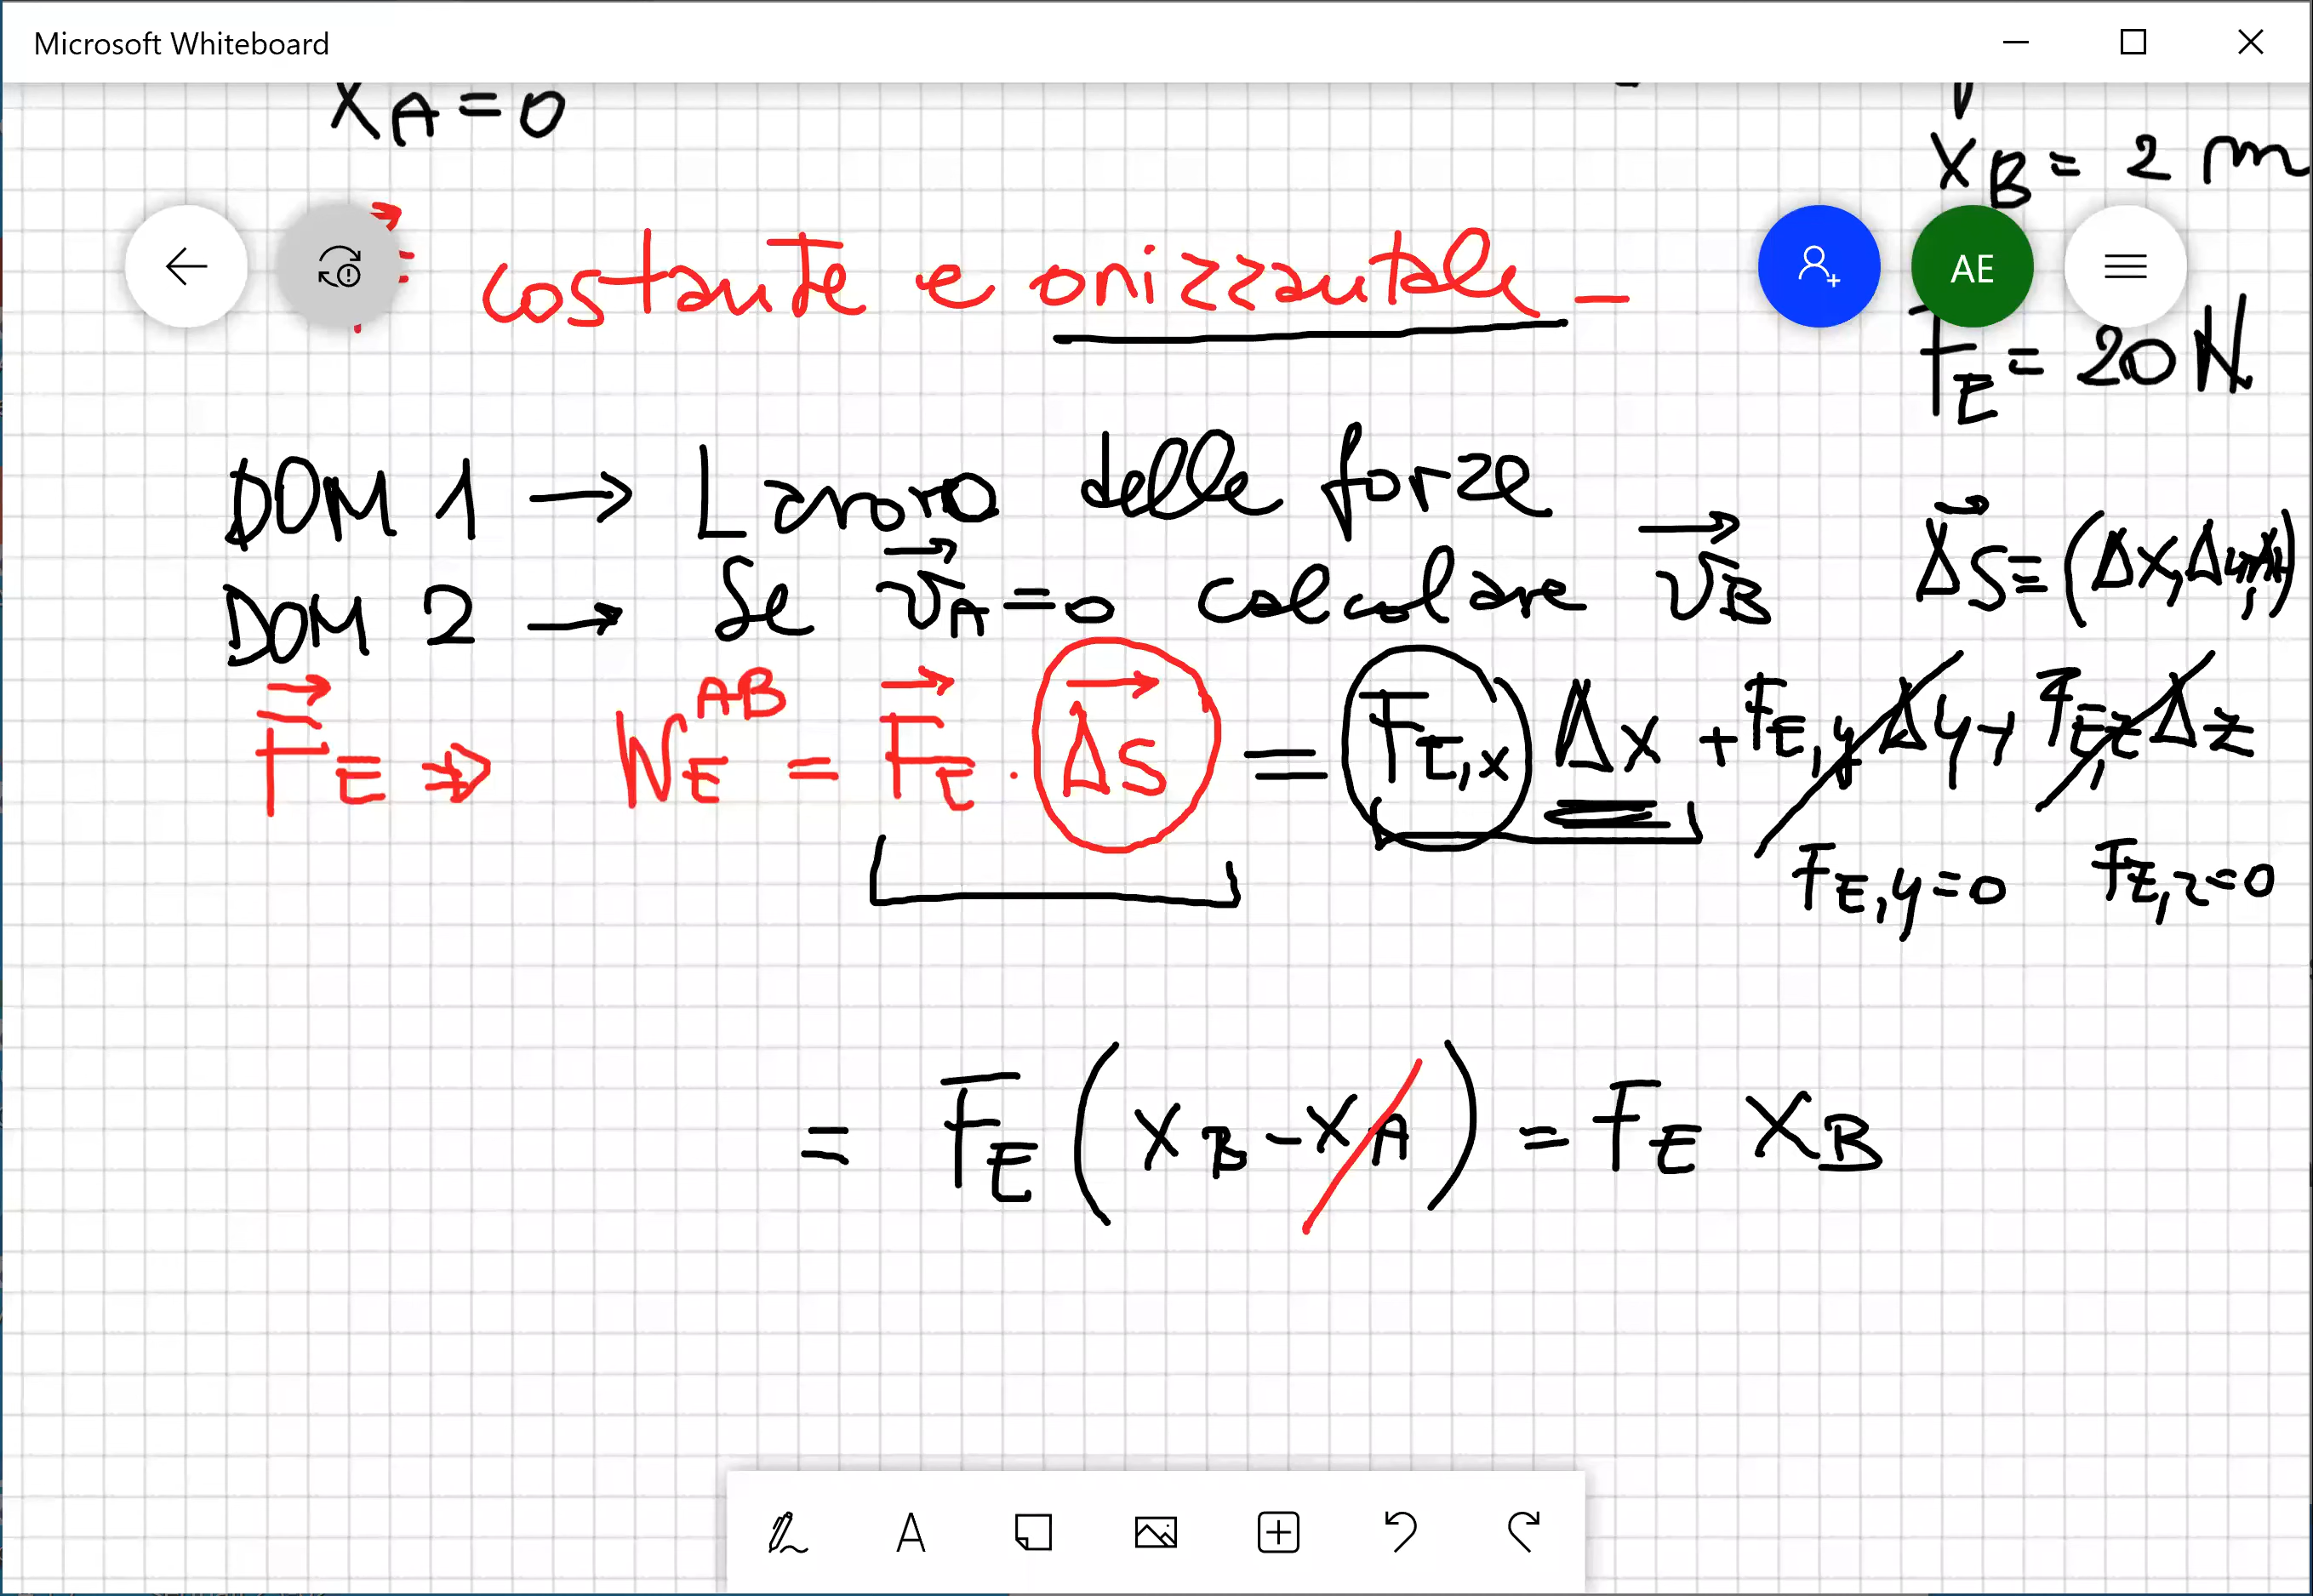 Microsoft Whiteboard
XA = 0
XB = 2 m
costante e orizzontale –
AE
FE = 20 N
DOM 1 → Lavoro delle forze
DOM 2 → Se vA = 0 calcolare vB
Δs = (Δx, Δy, Δz)
FE ⇒ WE^AB = FE · Δs = FE,x Δx + FE,y Δy + FE,z Δz
FE,y = 0 FE,z = 0
= FE (XB – XA) = FE XB
A